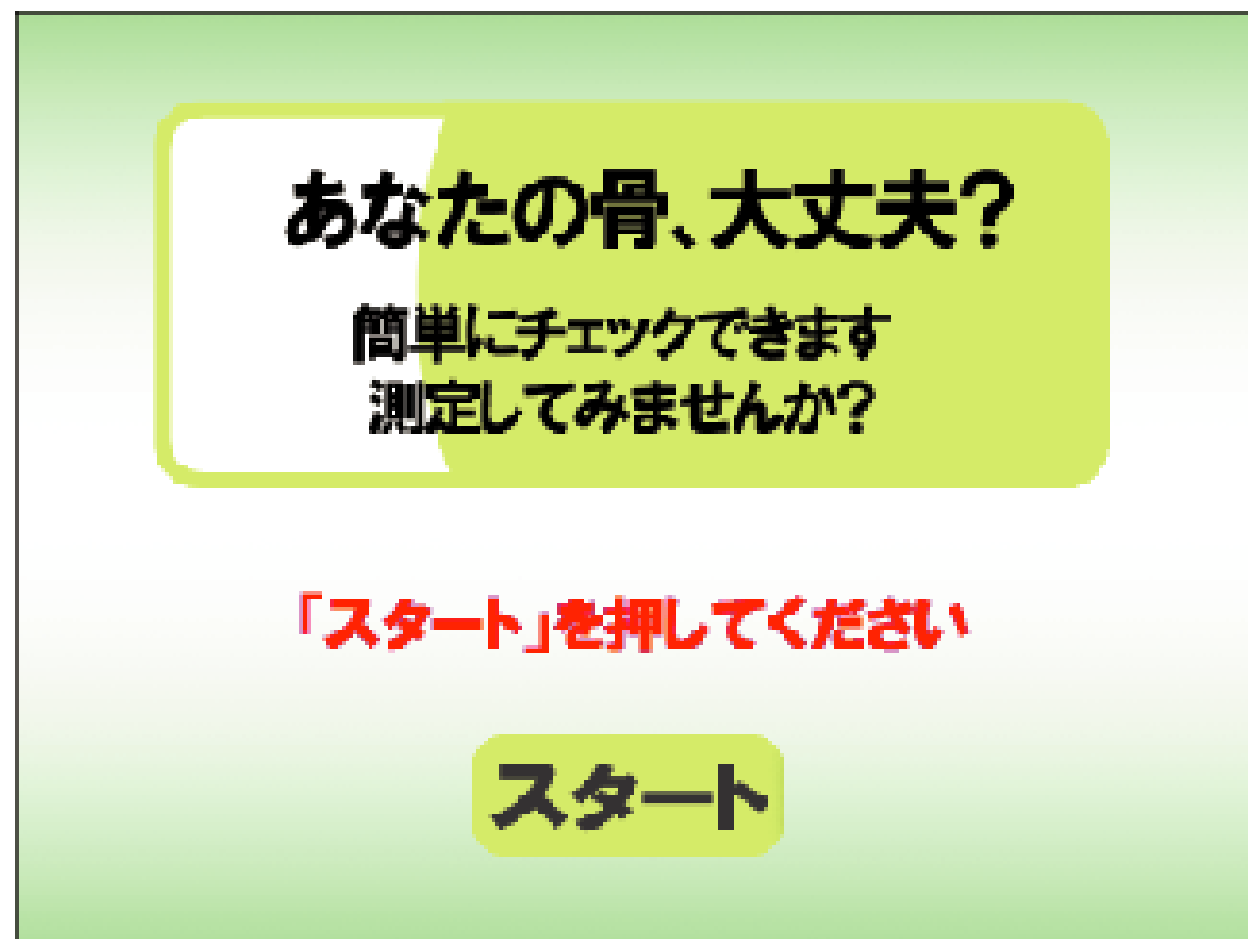 あなたの骨、大丈夫？
簡単にチェックできます
測定してみませんか？
「スタート」を押してください
スタート